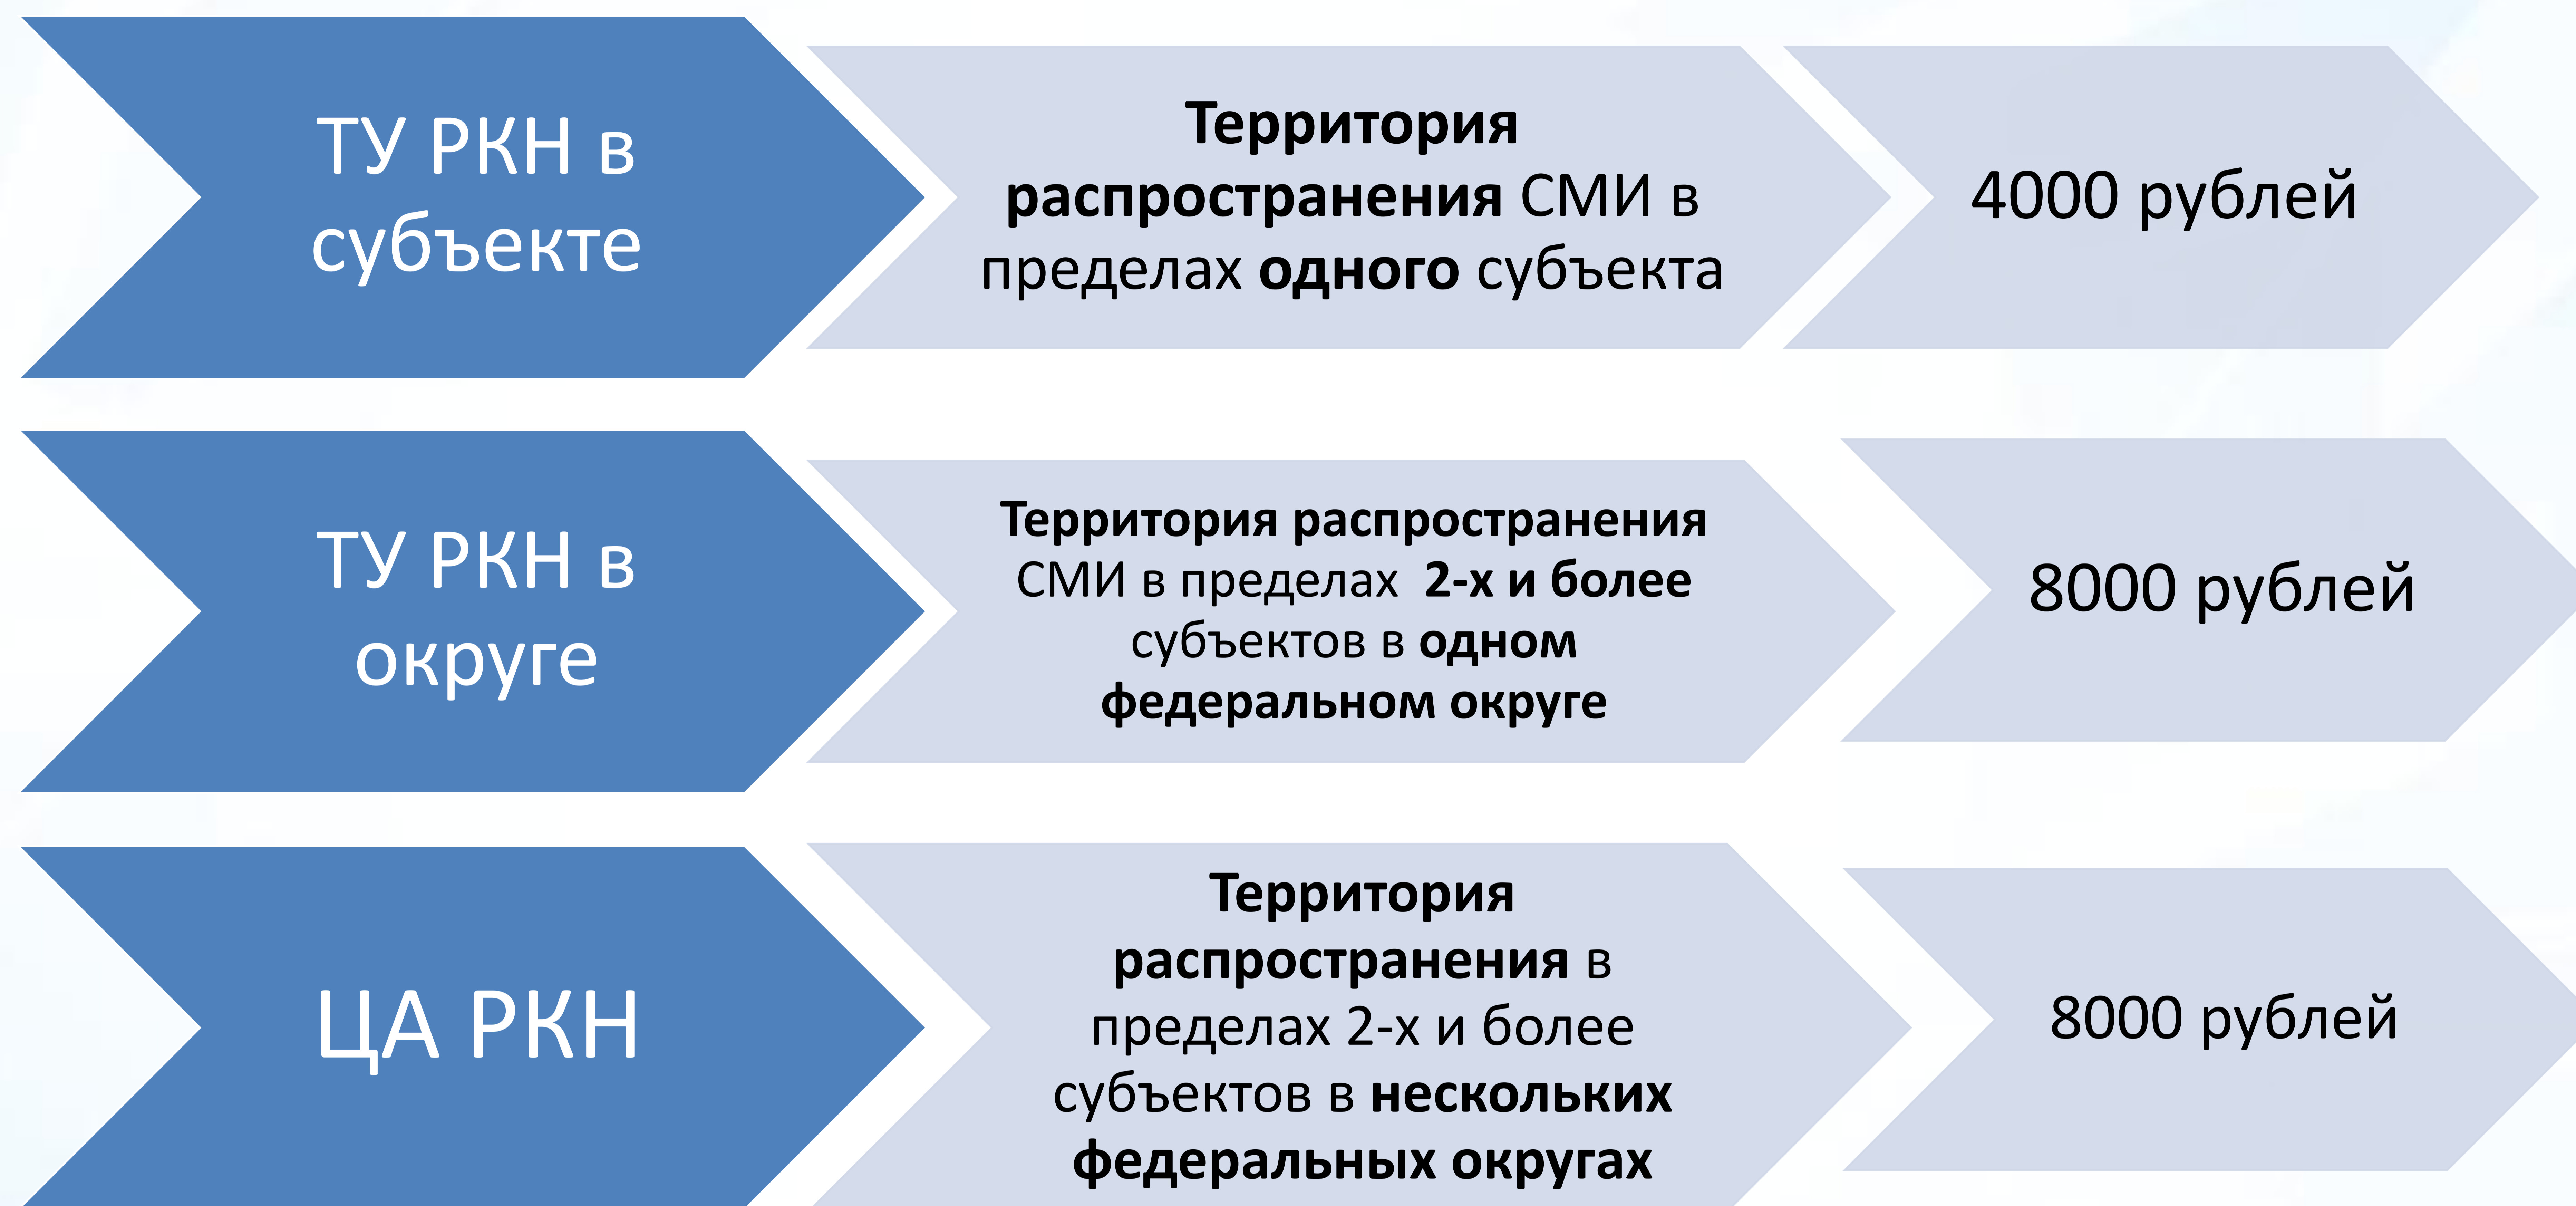 ТУ РКН в
субъекте
Территория
распространения СМИ в
пределах одного субъекта
4000 рублей
ТУ РКН в
округе
Территория распространения
СМИ в пределах 2-х и более
субъектов в одном
федеральном округе
8000 рублей
ЦА РКН
Территория
распространения в
пределах 2-х и более
субъектов в нескольких
федеральных округах
8000 рублей